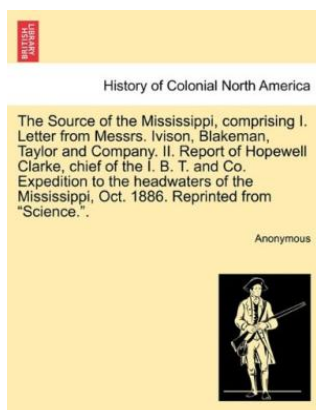 BRITISH
LIBRARY
History of Colonial North America
The Source of the Mississippi, comprising I.
Letter from Messrs. Ivison, Blakeman,
Taylor and Company. II. Report of Hopewell
Clarke, chief of the I. B. T. and Co.
Expedition to the headwaters of the
Mississippi, Oct. 1886. Reprinted from
"Science.".
Anonymous